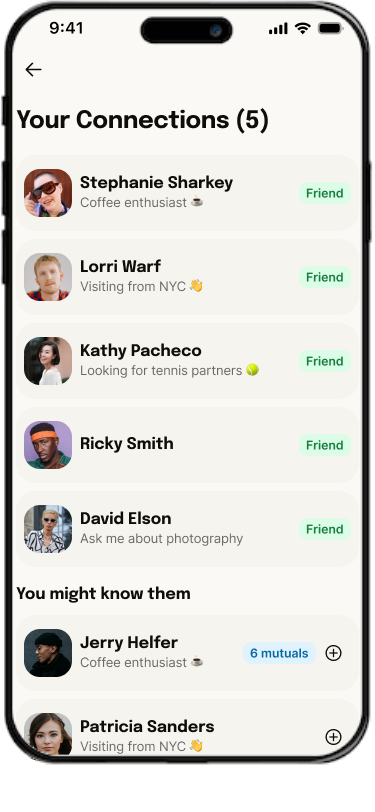 9:41
Your Connections (5)
Stephanie Sharkey
Coffee enthusiast ☕
Friend
Lorri Warf
Visiting from NYC 👋
Friend
Kathy Pacheco
Looking for tennis partners 🎾
Friend
Ricky Smith
Friend
David Elson
Ask me about photography
Friend
You might know them
Jerry Helfer
Coffee enthusiast ☕
6 mutuals
Patricia Sanders
Visiting from NYC 👋